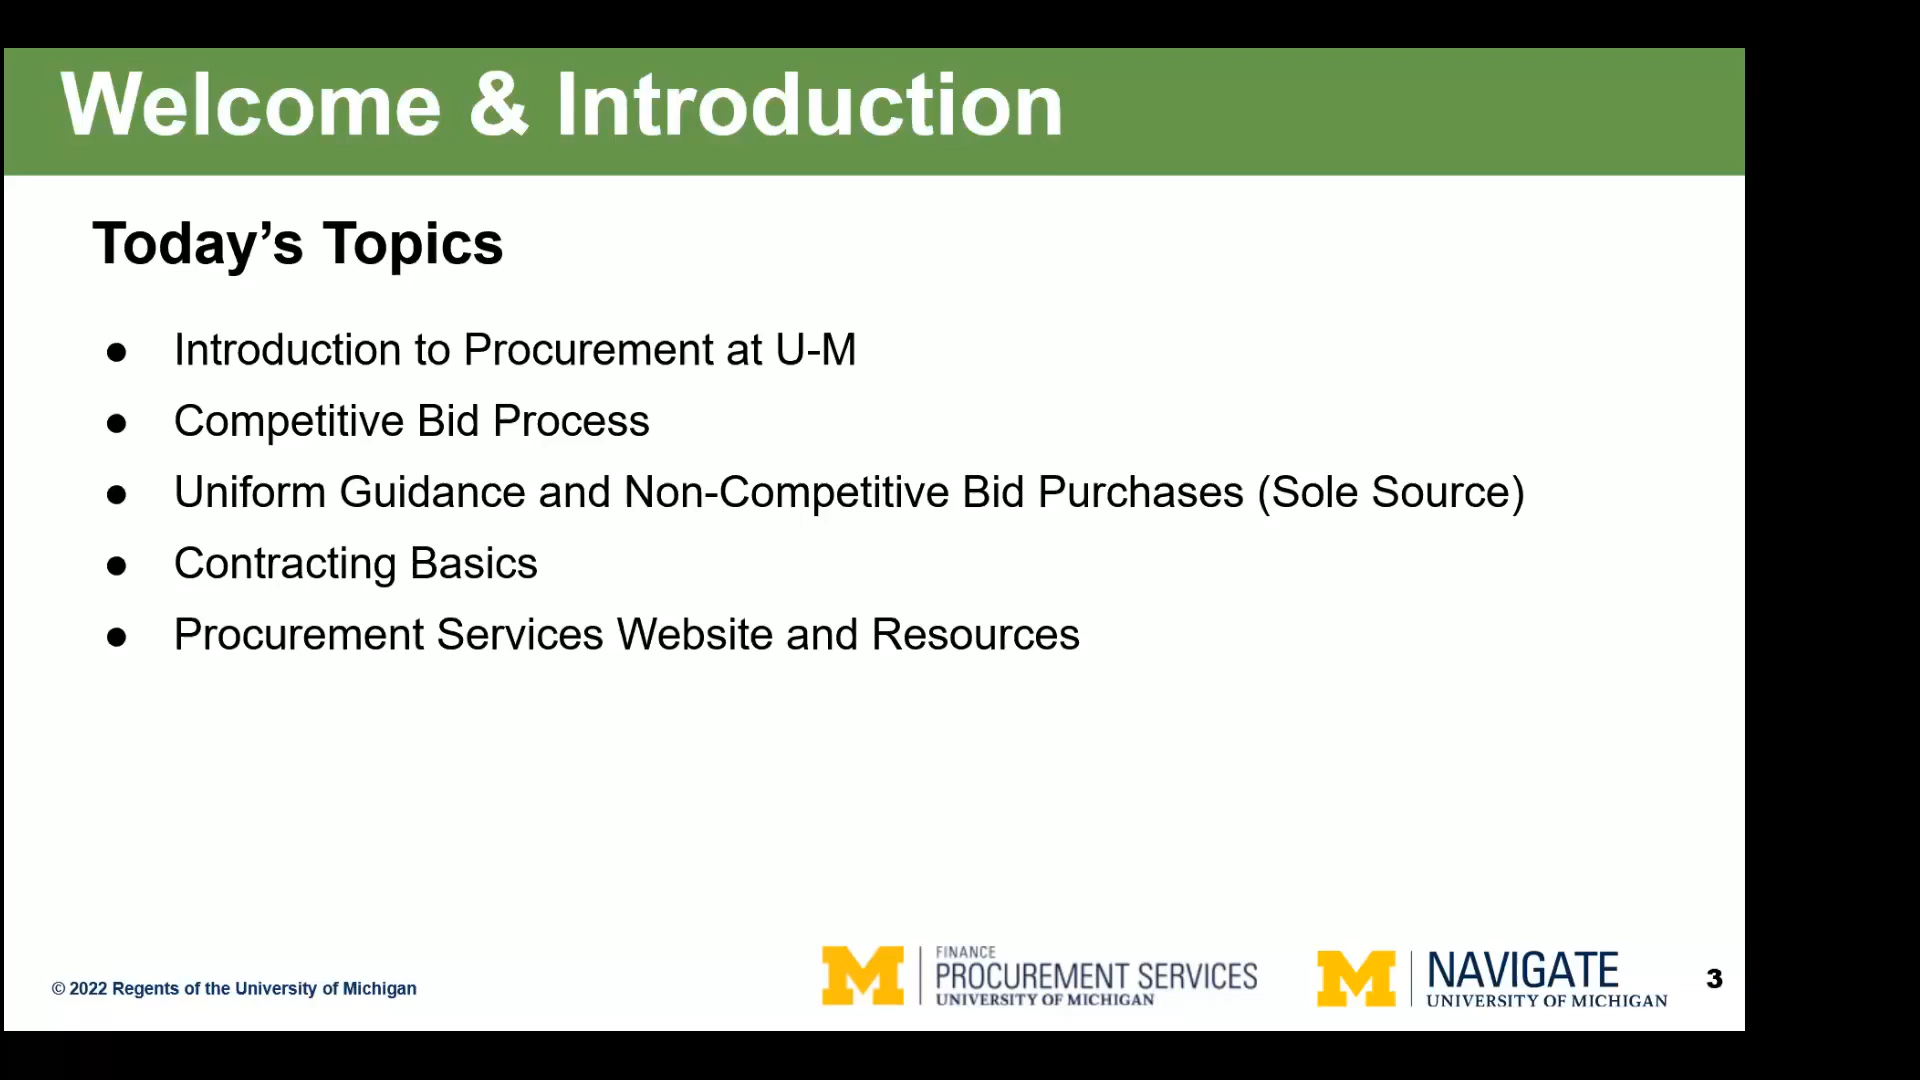 Welcome & Introduction
Today’s Topics
● Introduction to Procurement at U-M
● Competitive Bid Process
● Uniform Guidance and Non-Competitive Bid Purchases (Sole Source)
● Contracting Basics
● Procurement Services Website and Resources
© 2022 Regents of the University of Michigan
M
FINANCE
PROCUREMENT SERVICES
UNIVERSITY OF MICHIGAN
M
NAVIGATE
UNIVERSITY OF MICHIGAN
3